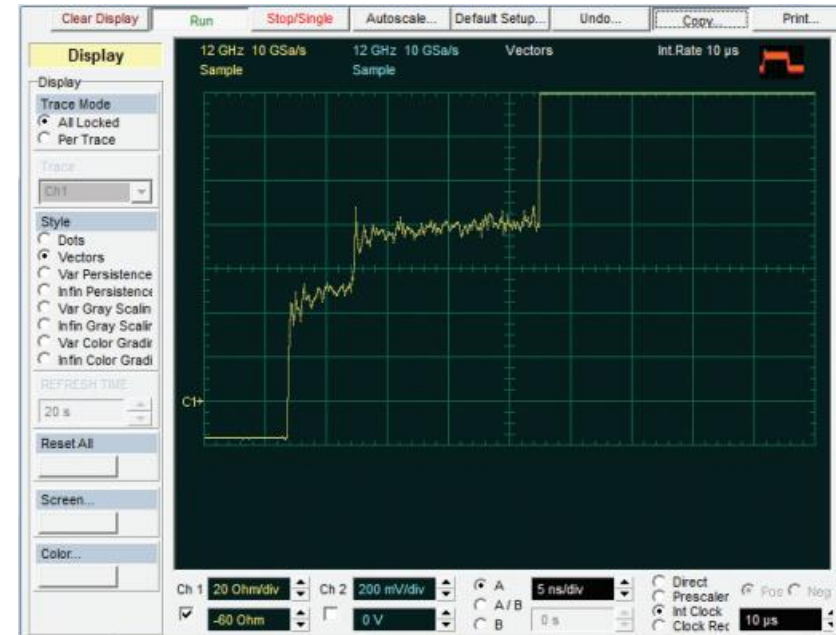 Clear Display Run Stop/Single Autoscale... Default Setup... Undo... Copy... Print...
Display
12 GHz 10 GSa/s 12 GHz 10 GSa/s Vectors Int.Rate 10 µs
Sample Sample
Display
Trace Mode
All Locked
Per Trace
Trace
Ch1
Style
Dots
Vectors
Var Persistence
Infin Persistence
Var Gray Scalin
Infin Gray Scalir
Var Color Gradir
Infin Color Gradi
REFRESH TIME
20 s
C1+
Reset All
Screen...
Color...
Ch 1 20 Ohm/div Ch 2 200 mV/div A 5 ns/div Direct Pos Neg
A / B Prescaler
-60 Ohm 0 V B 0 s Int Clock 10 µs
Clock Rec